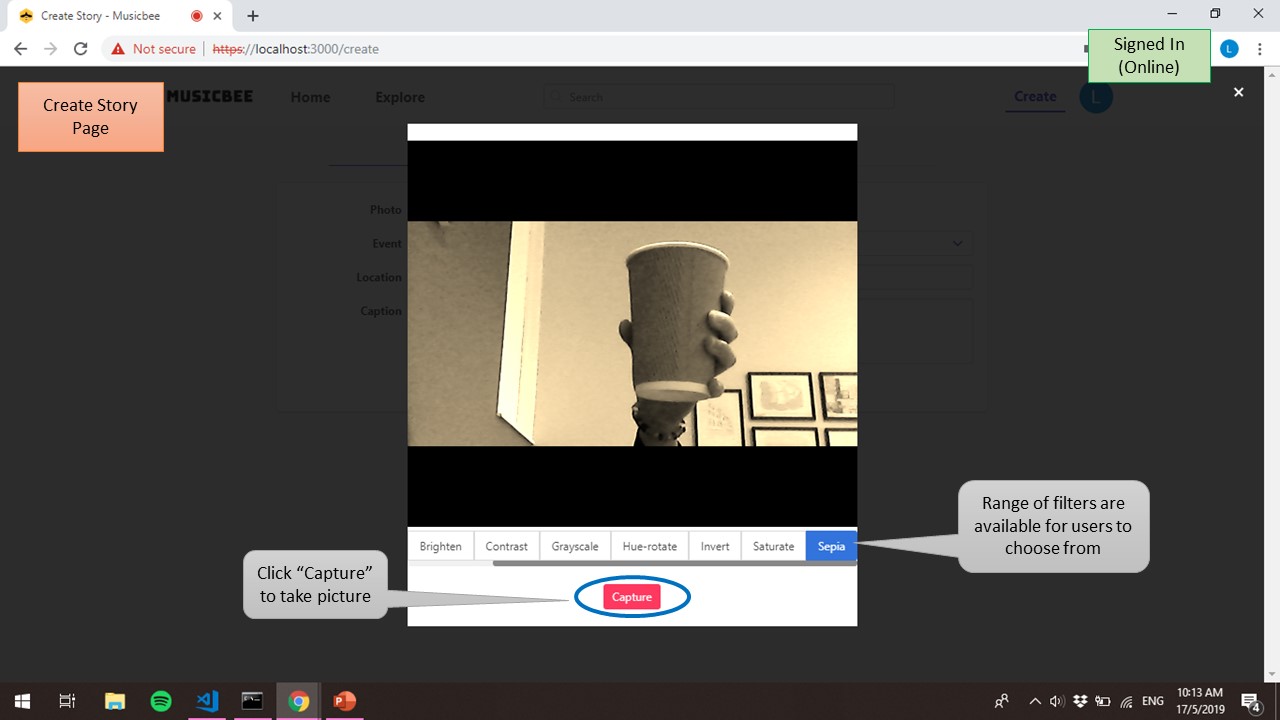 Create Story - Musicbee
Not secure
https://localhost:3000/create
L
Signed In
(Online)
Create Story
Page
MUSICBEE
Home
Explore
Search
Create
L
Photo
Event
Location
Caption
Brighten
Contrast
Grayscale
Hue-rotate
Invert
Saturate
Sepia
Range of filters are
available for users to
choose from
Click “Capture”
to take picture
Capture
ENG
10:13 AM
17/5/2019
4